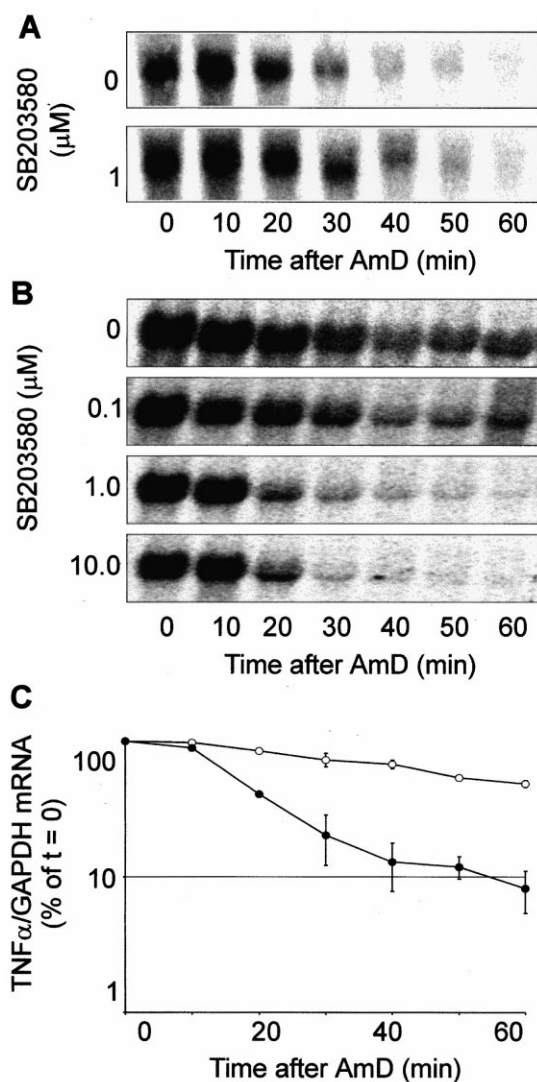 A
SB203580
(µM)
0
1
0 10 20 30 40 50 60
Time after AmD (min)
B
SB203580 (µM)
0
0.1
1.0
10.0
0 10 20 30 40 50 60
Time after AmD (min)
C
TNFα/GAPDH mRNA
(% of t = 0)
100
10
1
0 20 40 60
Time after AmD (min)